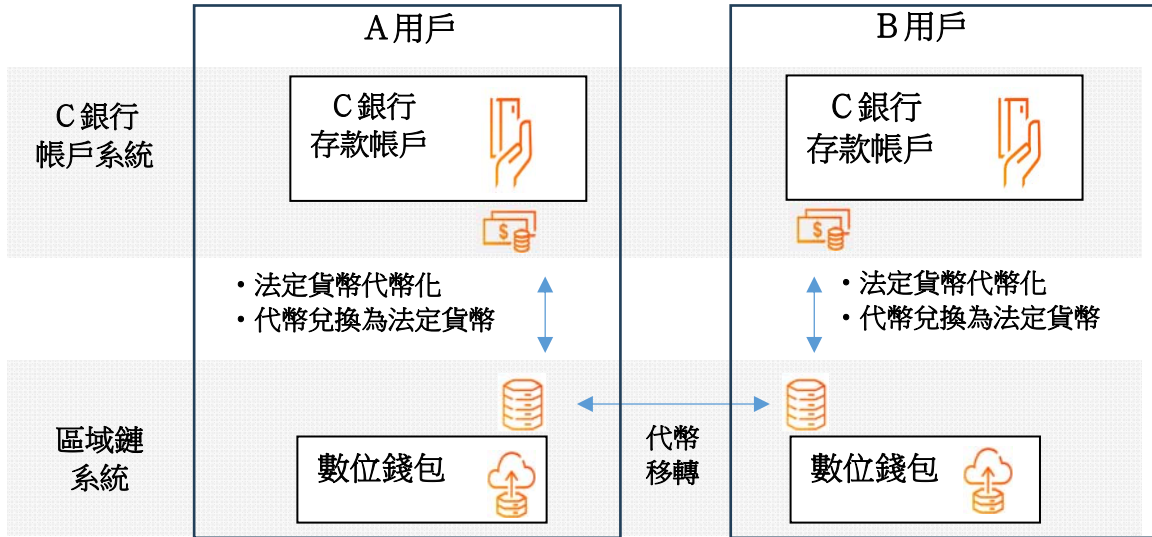 A用戶
B用戶
C銀行
帳戶系統
C銀行
存款帳戶
C銀行
存款帳戶
$
$
・法定貨幣代幣化
・代幣兌換為法定貨幣
・法定貨幣代幣化
・代幣兌換為法定貨幣
區域鏈
系統
數位錢包
代幣
移轉
數位錢包